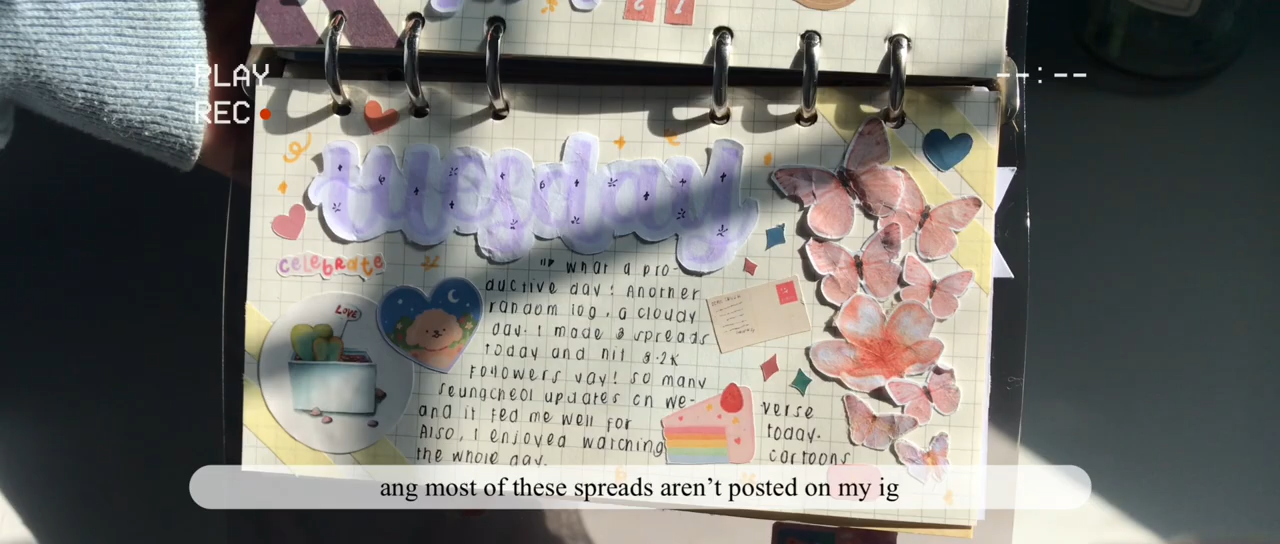 PLAY
REC
--:--
tuesday
celebrate
LOVE
what a pro-
ductive day! Another
random log, a cloudy
day. I made 3 spreads
today and hit 8.2k
followers yay! so many
seungcheol updates on we-
verse
and it fed me well for
today.
Also, I enjoyed watching
cartoons
the whole day.
ang most of these spreads aren't posted on my ig